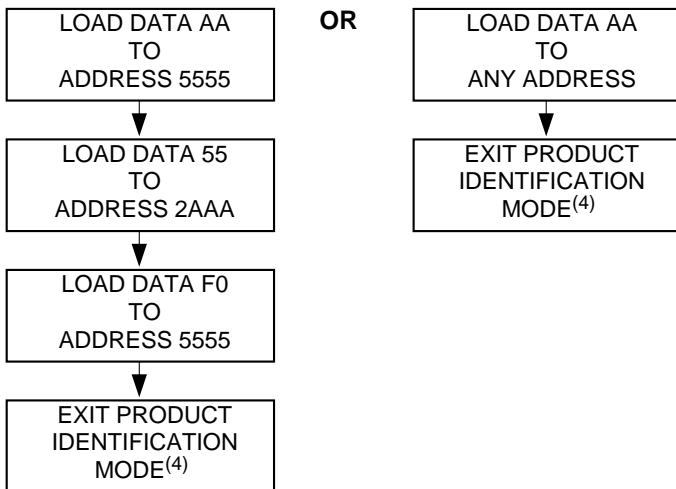 LOAD DATA AA
TO
ADDRESS 5555
LOAD DATA 55
TO
ADDRESS 2AAA
LOAD DATA F0
TO
ADDRESS 5555
EXIT PRODUCT
IDENTIFICATION
MODE(4)
OR
LOAD DATA AA
TO
ANY ADDRESS
EXIT PRODUCT
IDENTIFICATION
MODE(4)